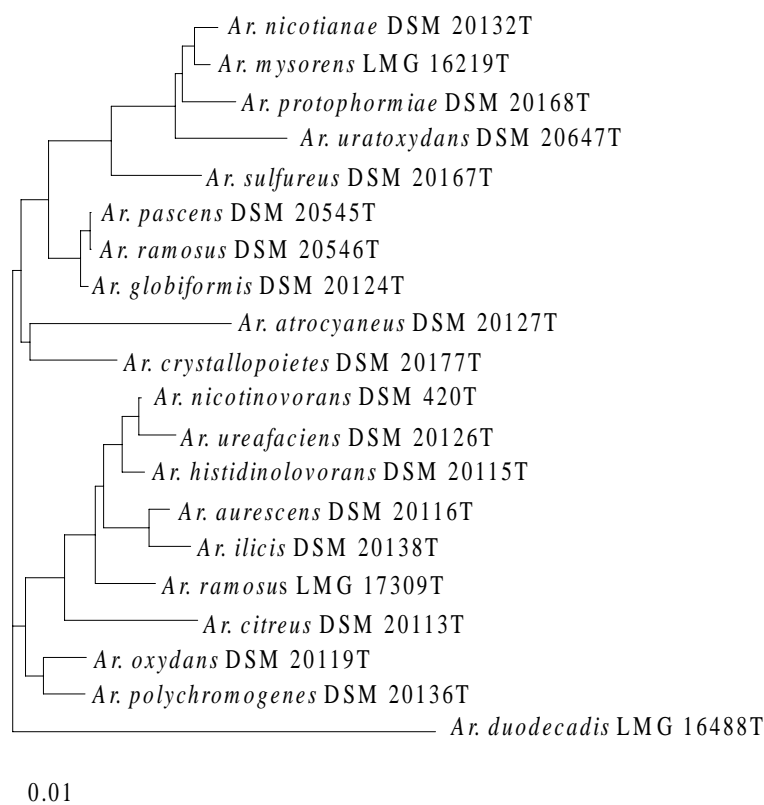 Ar. nicotianae DSM 20132T
Ar. mysorens LMG 16219T
Ar. protophormiae DSM 20168T
Ar. uratoxydans DSM 20647T
Ar. sulfureus DSM 20167T
Ar. pascens DSM 20545T
Ar. ramosus DSM 20546T
Ar. globiformis DSM 20124T
Ar. atrocyaneus DSM 20127T
Ar. crystallopoietes DSM 20177T
Ar. nicotinovorans DSM 420T
Ar. ureafaciens DSM 20126T
Ar. histidinolovorans DSM 20115T
Ar. aurescens DSM 20116T
Ar. ilicis DSM 20138T
Ar. ramosus LMG 17309T
Ar. citreus DSM 20113T
Ar. oxydans DSM 20119T
Ar. polychromogenes DSM 20136T
Ar. duodecadis LMG 16488T
0.01